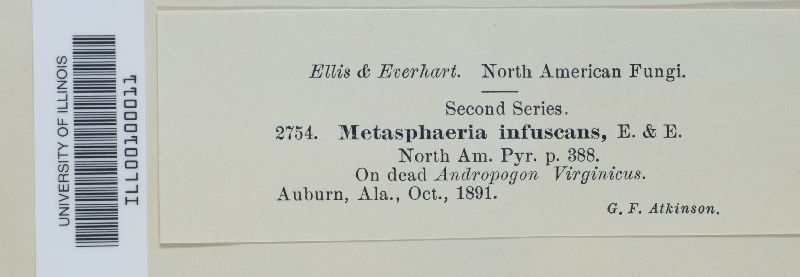 UNIVERSITY OF ILLINOIS
ILL00100011
Ellis & Everhart. North American Fungi.
Second Series.
2754. Metasphaeria infuscans, E. & E.
North Am. Pyr. p. 388.
On dead Andropogon Virginicus.
Auburn, Ala., Oct., 1891.
G. F. Atkinson.